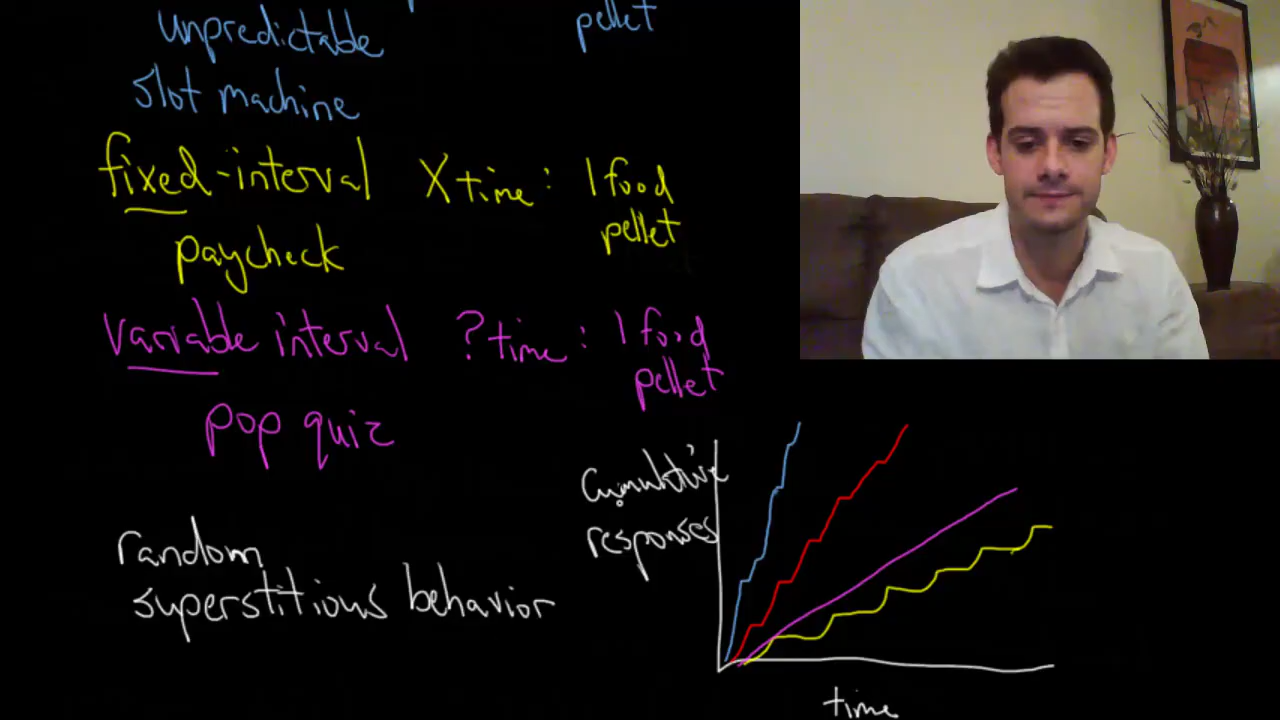 unpredictable
pellet
slot machine
fixed-interval X time: 1 food
pellet
paycheck
variable interval ? time: 1 food
pellet
pop quiz
cumulative
responses
random
superstitious behavior
time